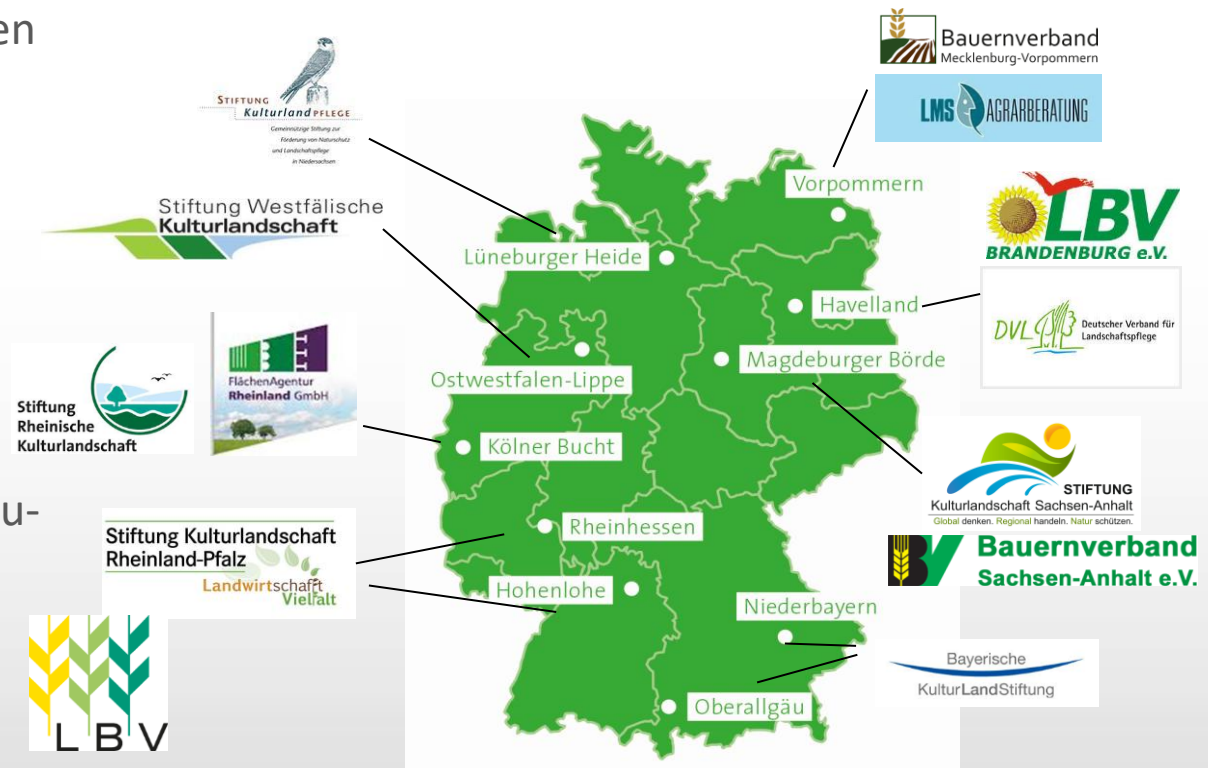 en
STIFTUNG
KulturlandPFLEGE
Gemeinnützige Stiftung zur
Förderung von Naturschutz
und Landschaftspflege
in Niedersachsen
Bauernverband
Mecklenburg-Vorpommern
LMS AGRARBERATUNG
Vorpommern
Stiftung Westfälische
Kulturlandschaft
LBV
BRANDENBURG e.V.
Lüneburger Heide
Havelland
DVL
Deutscher Verband für
Landschaftspflege
Magdeburger Börde
Ostwestfalen-Lippe
FlächenAgentur
Rheinland GmbH
Stiftung
Rheinische
Kulturlandschaft
Kölner Bucht
STIFTUNG
Kulturlandschaft Sachsen-Anhalt
Global denken. Regional handeln. Natur schützen.
u-
Rheinhessen
Stiftung Kulturlandschaft
Rheinland-Pfalz
Landwirtschafft
Vielfalt
BV Bauernverband
Sachsen-Anhalt e.V.
Hohenlohe
Niederbayern
Bayerische
KulturLandStiftung
Oberallgäu
LBV